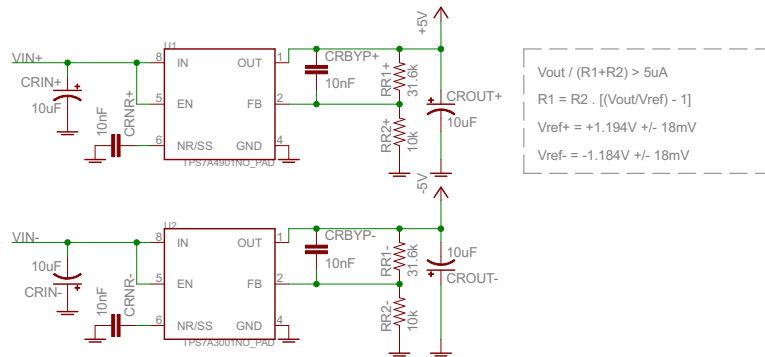 +5V
VIN+
CRIN+
10uF
10nF
CRNR+
U1
8
IN
OUT
1
5
EN
FB
2
6
NR/SS
GND
4
TPS7A4901NO_PAD
CRBYP+
10nF
RR1+
31.6k
RR2+
10k
CROUT+
10uF
Vout / (R1+R2) > 5uA
R1 = R2 . [(Vout/Vref) - 1]
Vref+ = +1.194V +/- 18mV
Vref- = -1.184V +/- 18mV
-5V
VIN-
10uF
CRIN-
10nF
CRNR-
U2
8
IN
OUT
1
5
EN
FB
2
6
NR/SS
GND
4
TPS7A3001NO_PAD
CRBYP-
10nF
RR1-
31.6k
RR2-
10k
10uF
CROUT-